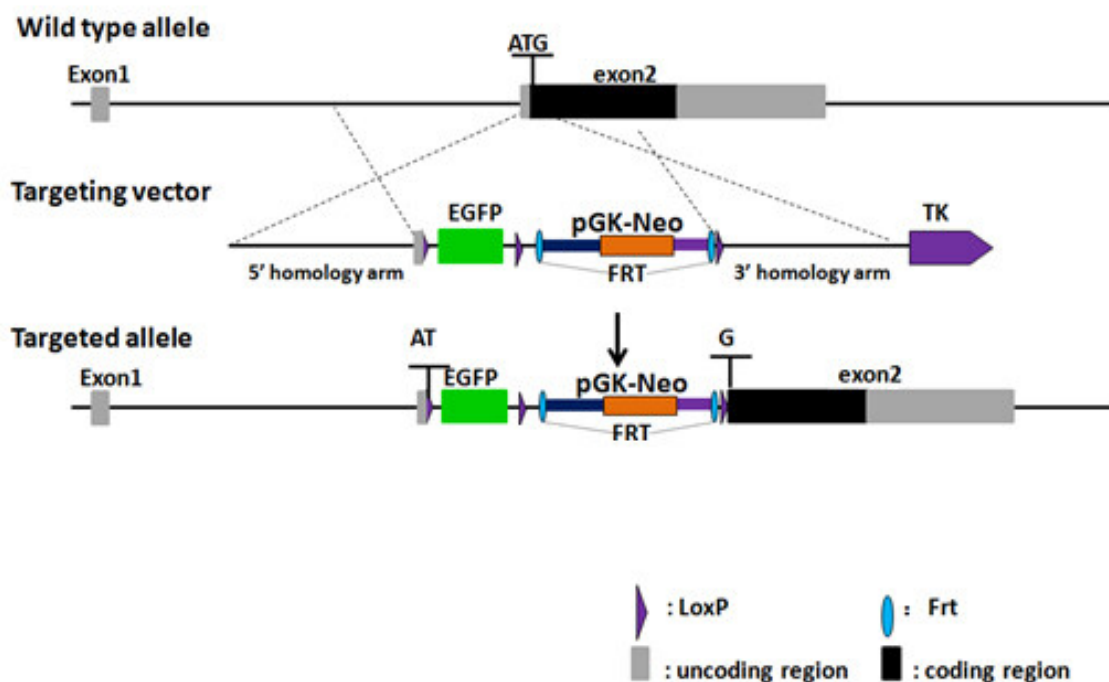 Wild type allele
ATG
Exon1
exon2
Targeting vector
EGFP
pGK-Neo
TK
5' homology arm
FRT
3' homology arm
Targeted allele
AT
G
Exon1
EGFP
pGK-Neo
exon2
FRT
: LoxP
: Frt
: uncoding region
: coding region